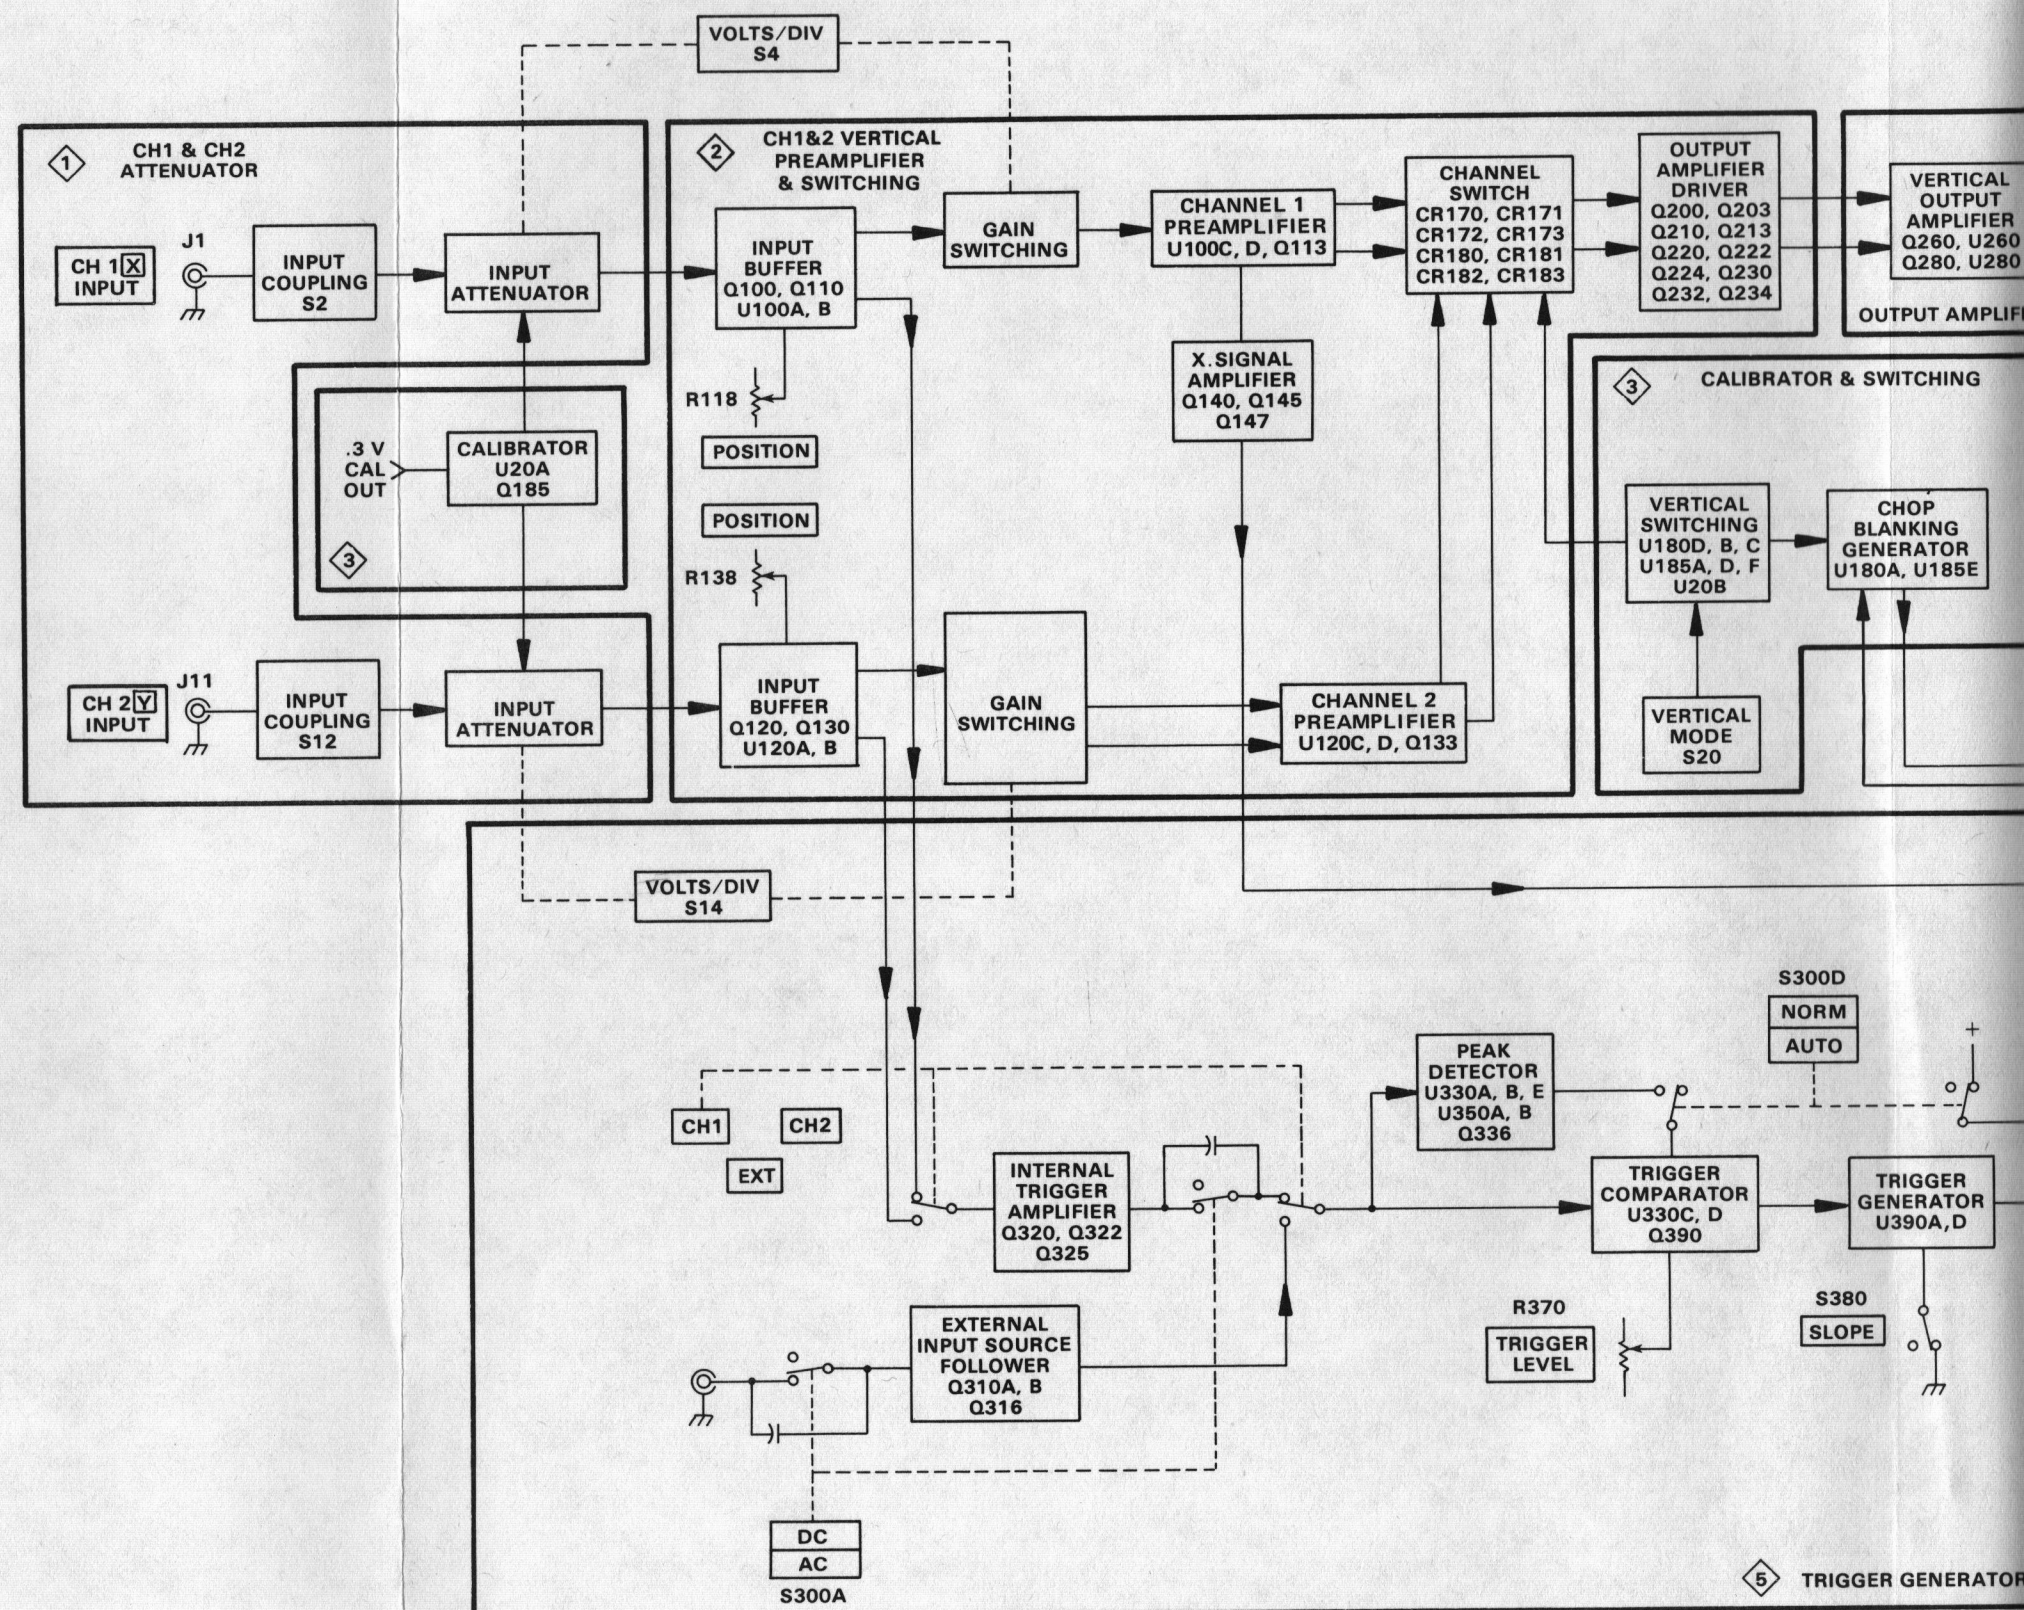 VOLTS/DIV
S4
1
CH1 & CH2
ATTENUATOR
CH 1 X
INPUT
J1
INPUT
COUPLING
S2
INPUT
ATTENUATOR
.3 V
CAL
OUT
CALIBRATOR
U20A
Q185
3
CH 2 Y
INPUT
J11
INPUT
COUPLING
S12
INPUT
ATTENUATOR
2
CH1&2 VERTICAL
PREAMPLIFIER
& SWITCHING
INPUT
BUFFER
Q100, Q110
U100A, B
GAIN
SWITCHING
CHANNEL 1
PREAMPLIFIER
U100C, D, Q113
CHANNEL
SWITCH
CR170, CR171
CR172, CR173
CR180, CR181
CR182, CR183
OUTPUT
AMPLIFIER
DRIVER
Q200, Q203
Q210, Q213
Q220, Q222
Q224, Q230
Q232, Q234
VERTICAL
OUTPUT
AMPLIFIER
Q260, U260
Q280, U280
OUTPUT AMPLIFI
R118
POSITION
POSITION
R138
X.SIGNAL
AMPLIFIER
Q140, Q145
Q147
INPUT
BUFFER
Q120, Q130
U120A, B
GAIN
SWITCHING
CHANNEL 2
PREAMPLIFIER
U120C, D, Q133
3
CALIBRATOR & SWITCHING
VERTICAL
SWITCHING
U180D, B, C
U185A, D, F
U20B
CHOP
BLANKING
GENERATOR
U180A, U185E
VERTICAL
MODE
S20
VOLTS/DIV
S14
S300D
NORM
AUTO
+
CH1
CH2
EXT
INTERNAL
TRIGGER
AMPLIFIER
Q320, Q322
Q325
PEAK
DETECTOR
U330A, B, E
U350A, B
Q336
TRIGGER
COMPARATOR
U330C, D
Q390
TRIGGER
GENERATOR
U390A,D
EXTERNAL
INPUT SOURCE
FOLLOWER
Q310A, B
Q316
R370
TRIGGER
LEVEL
S380
SLOPE
DC
AC
S300A
5
TRIGGER GENERATOR